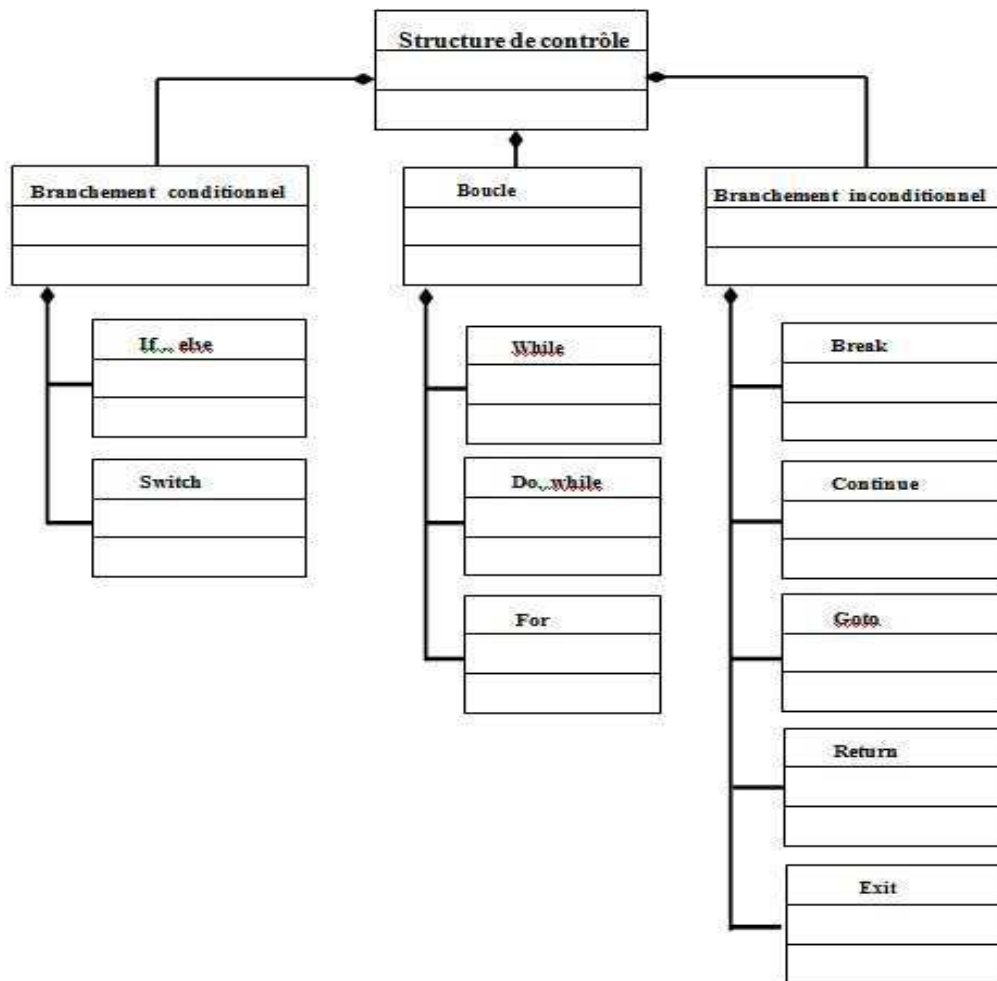 Structure de contrôle
Branchement conditionnel
Boucle
Branchement inconditionnel
If... else
While
Break
Switch
Do...while
Continue
For
Goto
Return
Exit